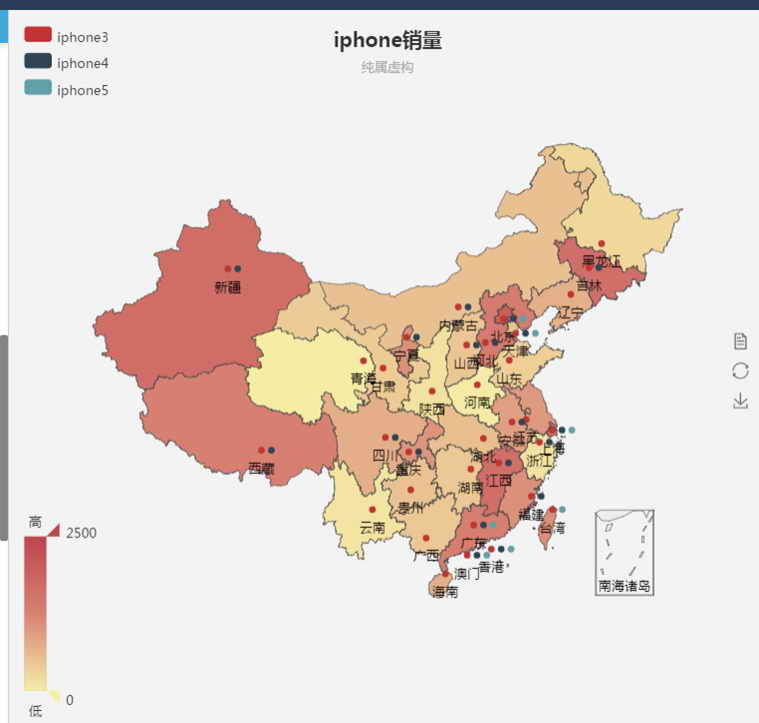 iphone3
iphone4
iphone5
iphone销量
纯属虚构
黑龙江
吉林
新疆
辽宁
内蒙古
北京
天津
宁夏
山西
河北
山东
青海
甘肃
陕西
河南
四川
重庆
湖北
安徽
江苏
上海
浙江
西藏
湖南
江西
贵州
云南
福建
台湾
广东
广西
香港
澳门
海南
南海诸岛
高
2500
0
低